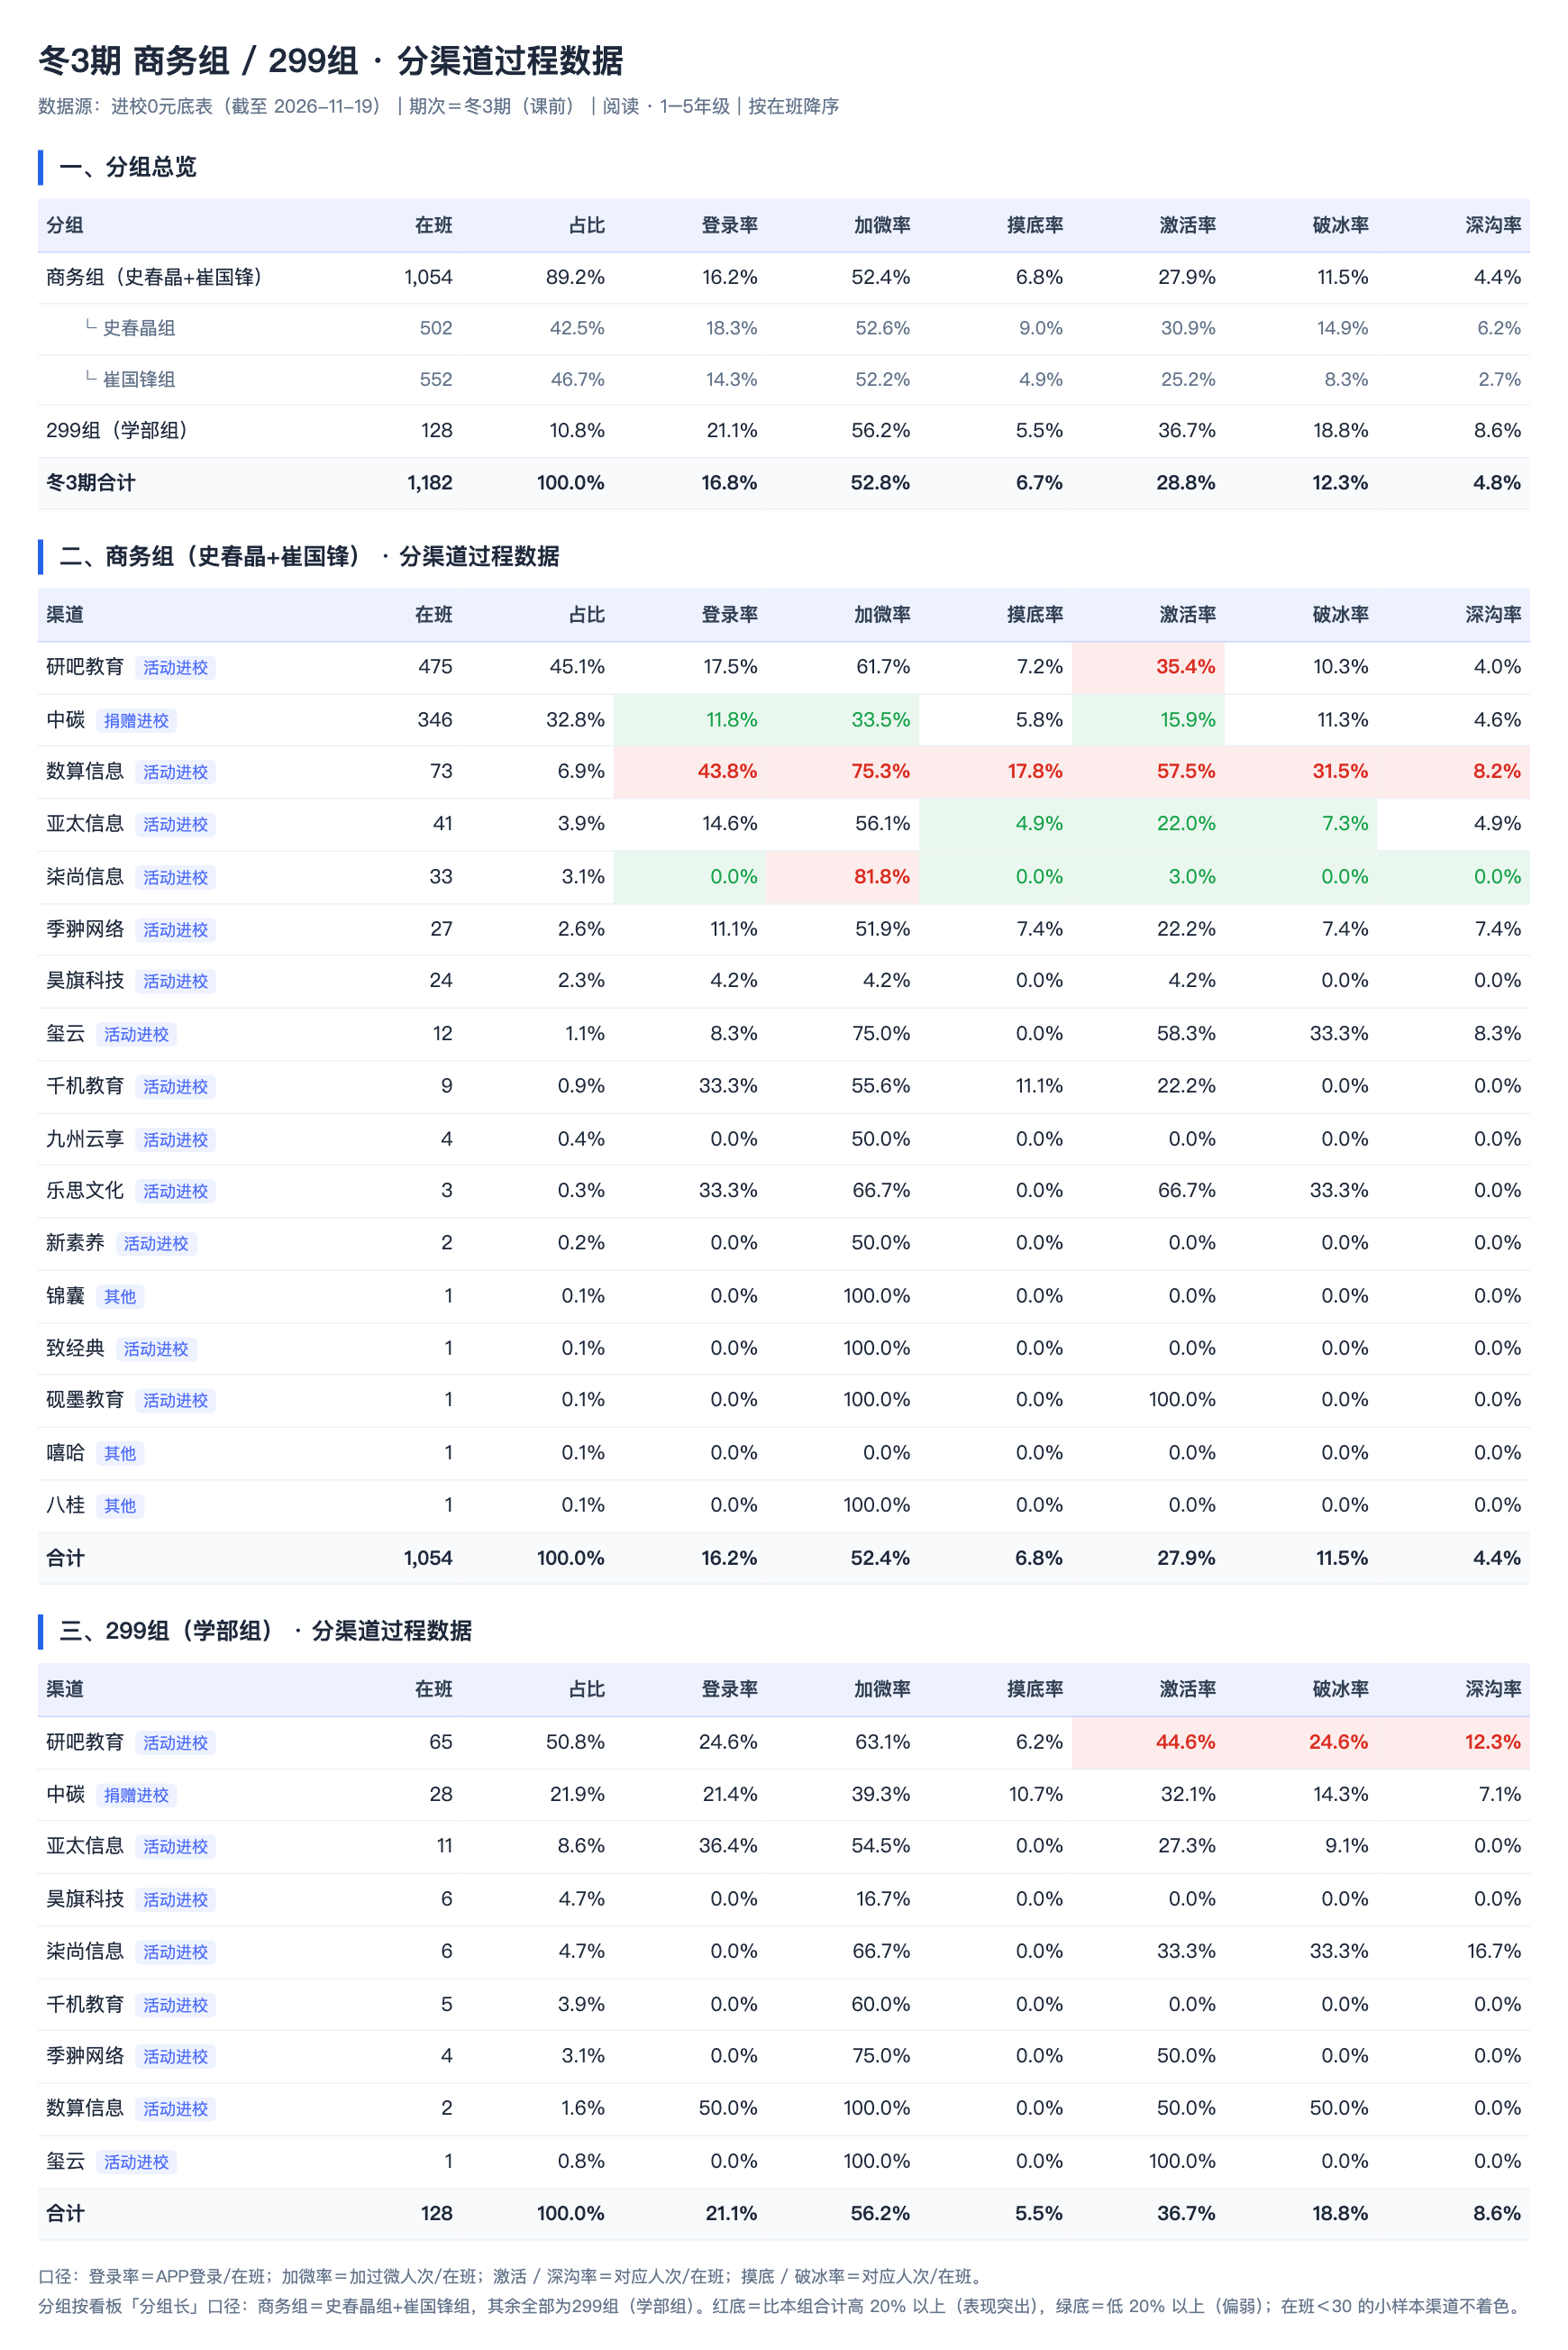 冬3期 商务组 / 299组 · 分渠道过程数据
数据源：进校0元底表（截至 2026-11-19）｜期次＝冬3期（课前）｜阅读 · 1—5年级｜按在班降序
一、分组总览
分组 在班 占比 登录率 加微率 摸底率 激活率 破冰率 深沟率
商务组（史春晶+崔国锋） 1,054 89.2% 16.2% 52.4% 6.8% 27.9% 11.5% 4.4%
└ 史春晶组 502 42.5% 18.3% 52.6% 9.0% 30.9% 14.9% 6.2%
└ 崔国锋组 552 46.7% 14.3% 52.2% 4.9% 25.2% 8.3% 2.7%
299组（学部组） 128 10.8% 21.1% 56.2% 5.5% 36.7% 18.8% 8.6%
冬3期合计 1,182 100.0% 16.8% 52.8% 6.7% 28.8% 12.3% 4.8%
二、商务组（史春晶+崔国锋） · 分渠道过程数据
渠道 在班 占比 登录率 加微率 摸底率 激活率 破冰率 深沟率
研吧教育 活动进校 475 45.1% 17.5% 61.7% 7.2% 35.4% 10.3% 4.0%
中碳 捐赠进校 346 32.8% 11.8% 33.5% 5.8% 15.9% 11.3% 4.6%
数算信息 活动进校 73 6.9% 43.8% 75.3% 17.8% 57.5% 31.5% 8.2%
亚太信息 活动进校 41 3.9% 14.6% 56.1% 4.9% 22.0% 7.3% 4.9%
柒尚信息 活动进校 33 3.1% 0.0% 81.8% 0.0% 3.0% 0.0% 0.0%
季翀网络 活动进校 27 2.6% 11.1% 51.9% 7.4% 22.2% 7.4% 7.4%
昊旗科技 活动进校 24 2.3% 4.2% 4.2% 0.0% 4.2% 0.0% 0.0%
玺云 活动进校 12 1.1% 8.3% 75.0% 0.0% 58.3% 33.3% 8.3%
千机教育 活动进校 9 0.9% 33.3% 55.6% 11.1% 22.2% 0.0% 0.0%
九州云享 活动进校 4 0.4% 0.0% 50.0% 0.0% 0.0% 0.0% 0.0%
乐思文化 活动进校 3 0.3% 33.3% 66.7% 0.0% 66.7% 33.3% 0.0%
新素养 活动进校 2 0.2% 0.0% 50.0% 0.0% 0.0% 0.0% 0.0%
锦囊 其他 1 0.1% 0.0% 100.0% 0.0% 0.0% 0.0% 0.0%
致经典 活动进校 1 0.1% 0.0% 100.0% 0.0% 0.0% 0.0% 0.0%
砚墨教育 活动进校 1 0.1% 0.0% 100.0% 0.0% 100.0% 0.0% 0.0%
嘻哈 其他 1 0.1% 0.0% 0.0% 0.0% 0.0% 0.0% 0.0%
八桂 其他 1 0.1% 0.0% 100.0% 0.0% 0.0% 0.0% 0.0%
合计 1,054 100.0% 16.2% 52.4% 6.8% 27.9% 11.5% 4.4%
三、299组（学部组） · 分渠道过程数据
渠道 在班 占比 登录率 加微率 摸底率 激活率 破冰率 深沟率
研吧教育 活动进校 65 50.8% 24.6% 63.1% 6.2% 44.6% 24.6% 12.3%
中碳 捐赠进校 28 21.9% 21.4% 39.3% 10.7% 32.1% 14.3% 7.1%
亚太信息 活动进校 11 8.6% 36.4% 54.5% 0.0% 27.3% 9.1% 0.0%
昊旗科技 活动进校 6 4.7% 0.0% 16.7% 0.0% 0.0% 0.0% 0.0%
柒尚信息 活动进校 6 4.7% 0.0% 66.7% 0.0% 33.3% 33.3% 16.7%
千机教育 活动进校 5 3.9% 0.0% 60.0% 0.0% 0.0% 0.0% 0.0%
季翀网络 活动进校 4 3.1% 0.0% 75.0% 0.0% 50.0% 0.0% 0.0%
数算信息 活动进校 2 1.6% 50.0% 100.0% 0.0% 50.0% 50.0% 0.0%
玺云 活动进校 1 0.8% 0.0% 100.0% 0.0% 100.0% 0.0% 0.0%
合计 128 100.0% 21.1% 56.2% 5.5% 36.7% 18.8% 8.6%
口径：登录率＝APP登录/在班；加微率＝加过微人次/在班；激活 / 深沟率＝对应人次/在班；摸底 / 破冰率＝对应人次/在班。
分组按看板「分组长」口径：商务组＝史春晶组+崔国锋组，其余全部为299组（学部组）。红底＝比本组合计高 20% 以上（表现突出），绿底＝低 20% 以上（偏弱）；在班＜30 的小样本渠道不着色。